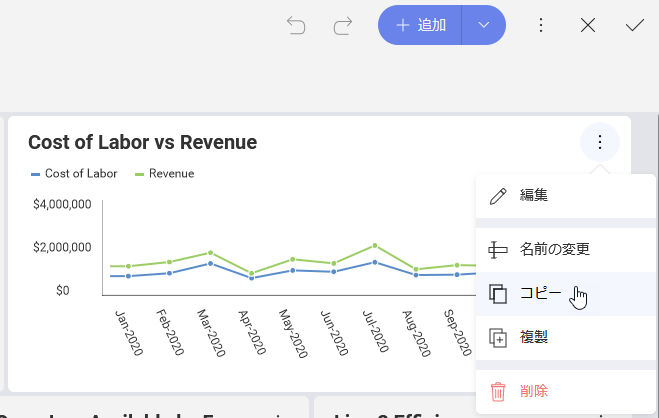 追加
Cost of Labor vs Revenue
Cost of Labor
Revenue
$4,000,000
$2,000,000
$0
Jan-2020
Feb-2020
Mar-2020
Apr-2020
May-2020
Jun-2020
Jul-2020
Aug-2020
Sep-2020
編集
名前の変更
コピー
複製
削除